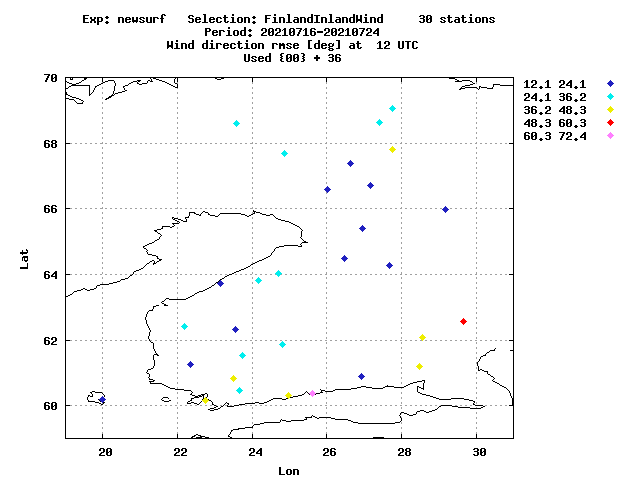 Exp: newsurf   Selection: FinlandInlandWind     30 stations
Period: 20210716-20210724
Wind direction rmse [deg] at  12 UTC
Used {00} + 36
12.1 24.1
24.1 36.2
36.2 48.3
48.3 60.3
60.3 72.4
70
68
66
64
62
60
Lat
20 22 24 26 28 30
Lon